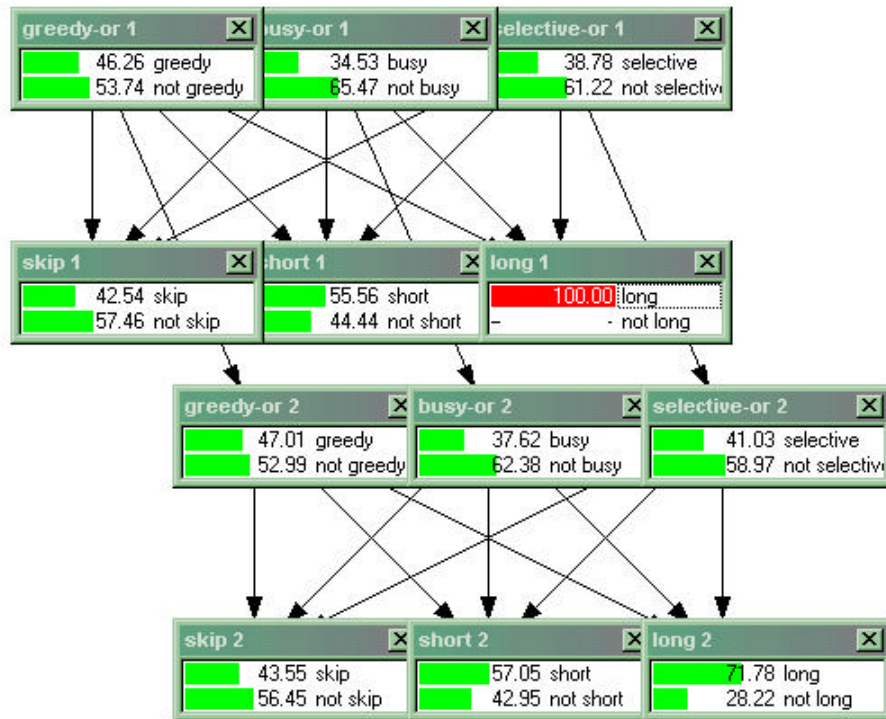 greedy-or 1
46.26 greedy
53.74 not greedy
busy-or 1
34.53 busy
65.47 not busy
selective-or 1
38.78 selective
61.22 not selective
skip 1
42.54 skip
57.46 not skip
short 1
55.56 short
44.44 not short
long 1
100.00 long
- - not long
greedy-or 2
47.01 greedy
52.99 not greedy
busy-or 2
37.62 busy
62.38 not busy
selective-or 2
41.03 selective
58.97 not selective
skip 2
43.55 skip
56.45 not skip
short 2
57.05 short
42.95 not short
long 2
71.78 long
28.22 not long